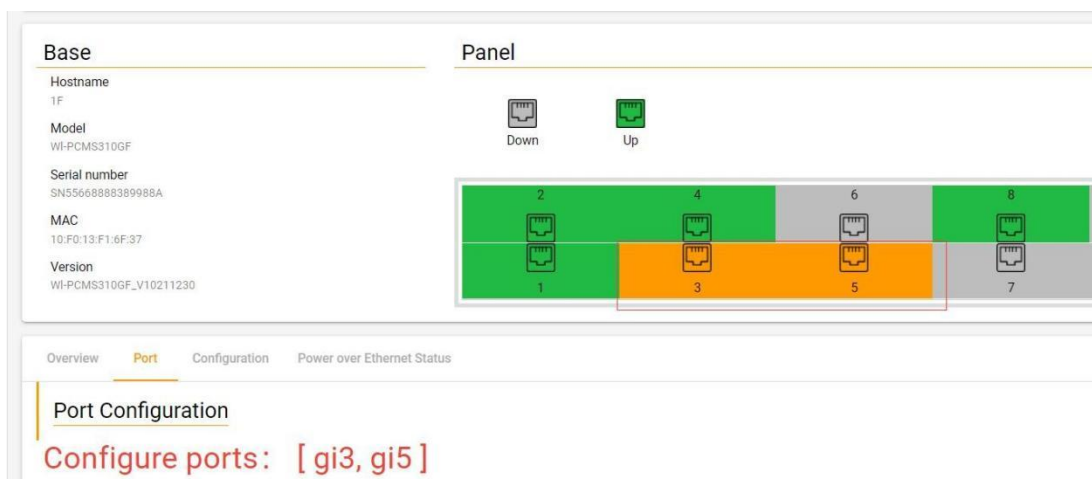 Base
Hostname
1F
Model
WI-PCMS310GF
Serial number
SN55668888389988A
MAC
10:F0:13:F1:6F:37
Version
WI-PCMS310GF_V10211230
Panel
Down Up
2 4 6 8
1 3 5 7
Overview Port Configuration Power over Ethernet Status
Port Configuration
Configure ports: [ gi3, gi5 ]